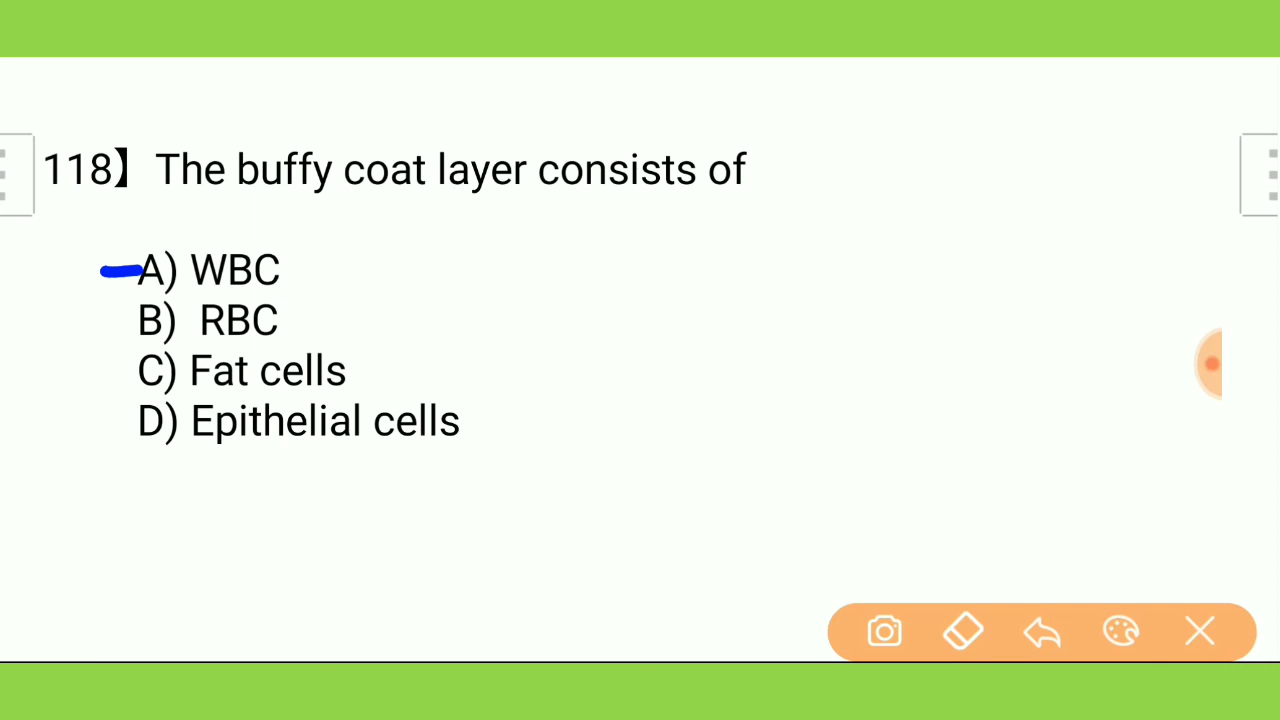 118】The buffy coat layer consists of
A) WBC
B) RBC
C) Fat cells
D) Epithelial cells